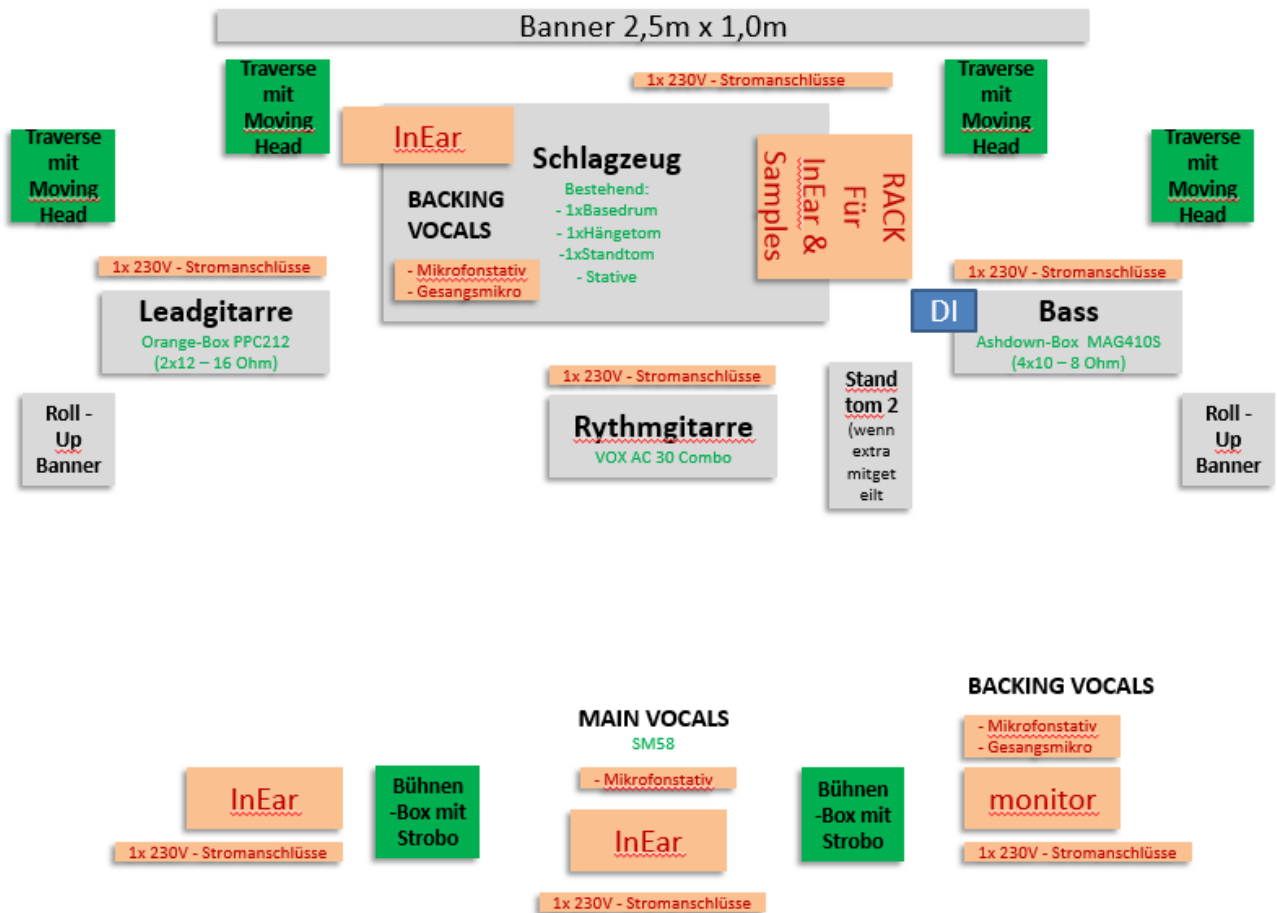 Banner 2,5m x 1,0m
Traverse
mit
Moving
Head
1x 230V - Stromanschlüsse
Traverse
mit
Moving
Head
Traverse
mit
Moving
Head
InEar
Schlagzeug
Bestehend:
- 1xBasedrum
- 1xHängetom
-1xStandtom
- Stative
BACKING
VOCALS
- Mikrofonstativ
- Gesangsmikro
RACK
Für
InEar &
Samples
Traverse
mit
Moving
Head
1x 230V - Stromanschlüsse
Leadgitarre
Orange-Box PPC212
(2x12 – 16 Ohm)
1x 230V - Stromanschlüsse
DI
Bass
Ashdown-Box MAG410S
(4x10 – 8 Ohm)
Roll -
Up
Banner
1x 230V - Stromanschlüsse
Rythmgitarre
VOX AC 30 Combo
Stand
tom 2
(wenn
extra
mitget
eilt
Roll -
Up
Banner
MAIN VOCALS
SM58
- Mikrofonstativ
BACKING VOCALS
- Mikrofonstativ
- Gesangsmikro
InEar
1x 230V - Stromanschlüsse
Bühnen
-Box mit
Strobo
InEar
1x 230V - Stromanschlüsse
Bühnen
-Box mit
Strobo
monitor
1x 230V - Stromanschlüsse